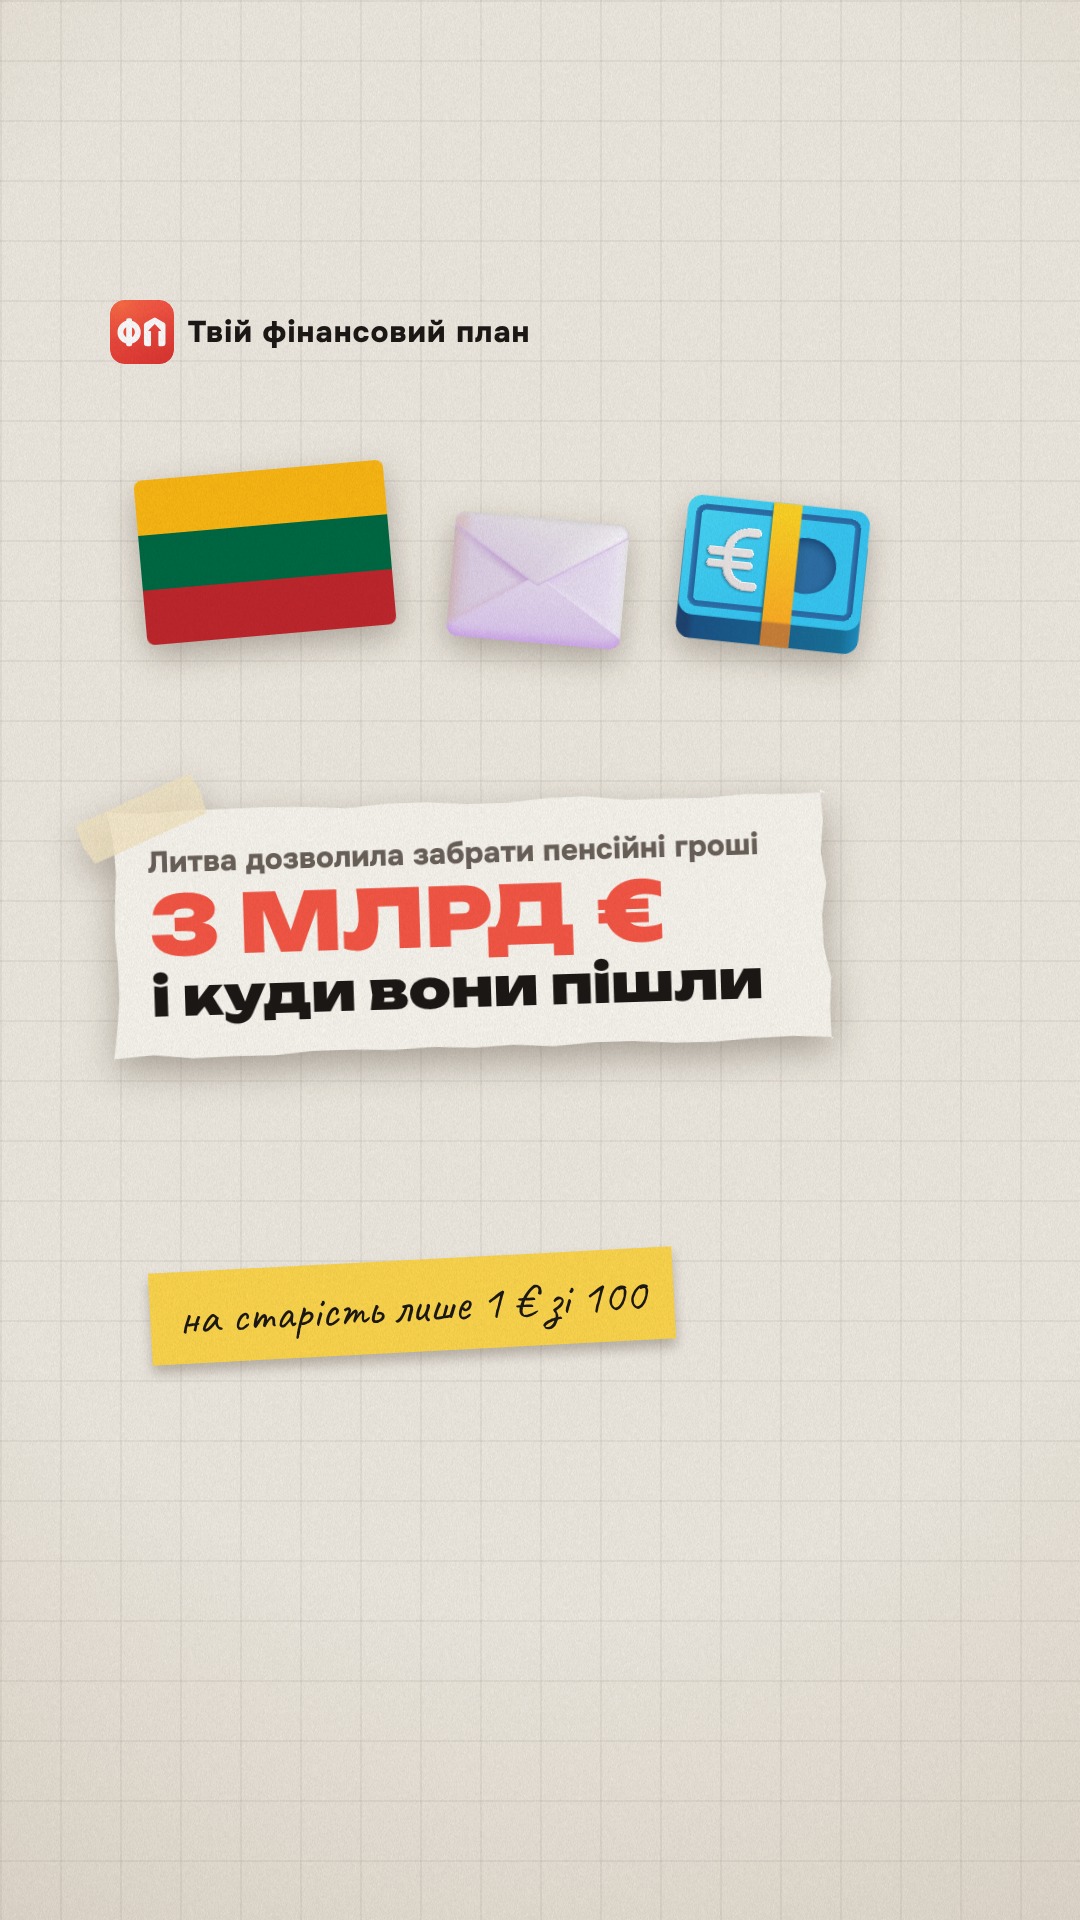 ФП Твій фінансовий план
€
Литва дозволила забрати пенсійні гроші
3 МЛРД €
і куди вони пішли
на старість лише 1 € зі 100